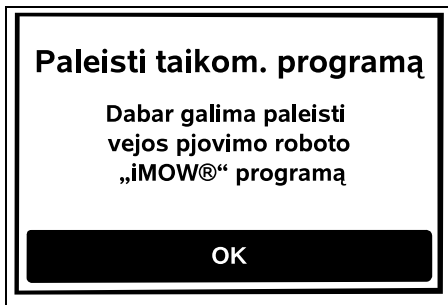 Paleisti taikom. programą
Dabar galima paleisti
vejos pjovimo roboto
„iMOW®“ programą
OK